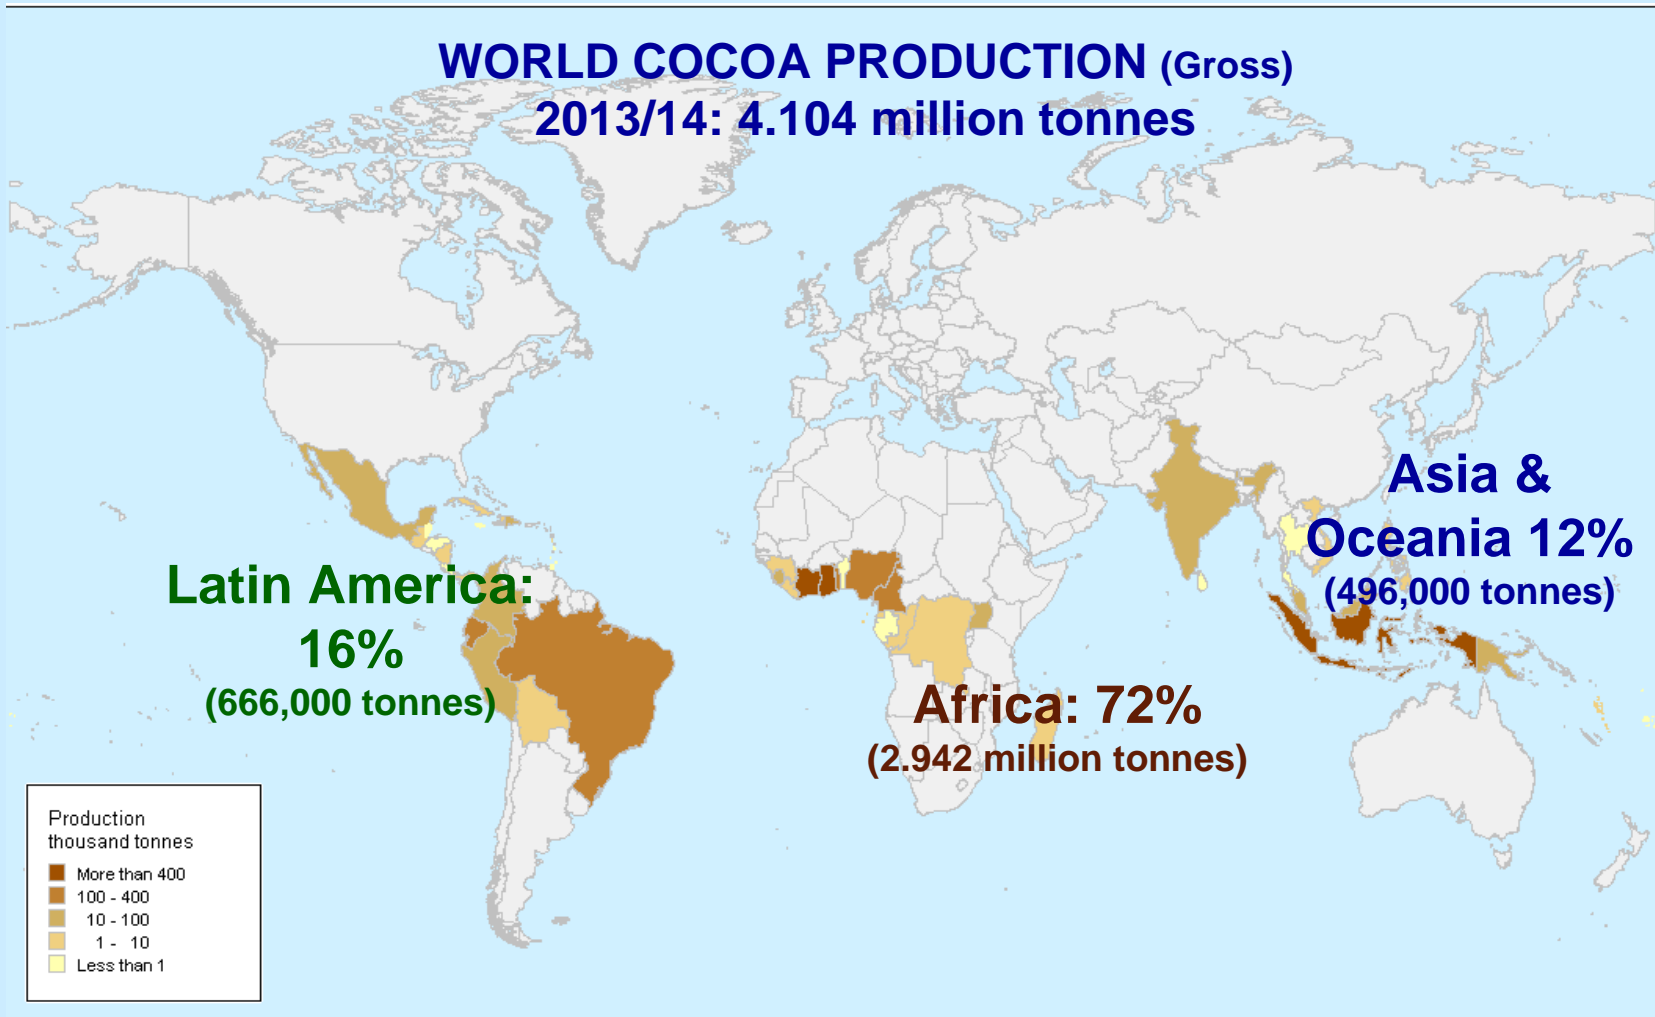 WORLD COCOA PRODUCTION (Gross)
2013/14: 4.104 million tonnes
Asia &
Oceania 12%
(496,000 tonnes)
Latin America:
16%
(666,000 tonnes)
Africa: 72%
(2.942 million tonnes)
Production
thousand tonnes
More than 400
100 - 400
10 - 100
1 - 10
Less than 1